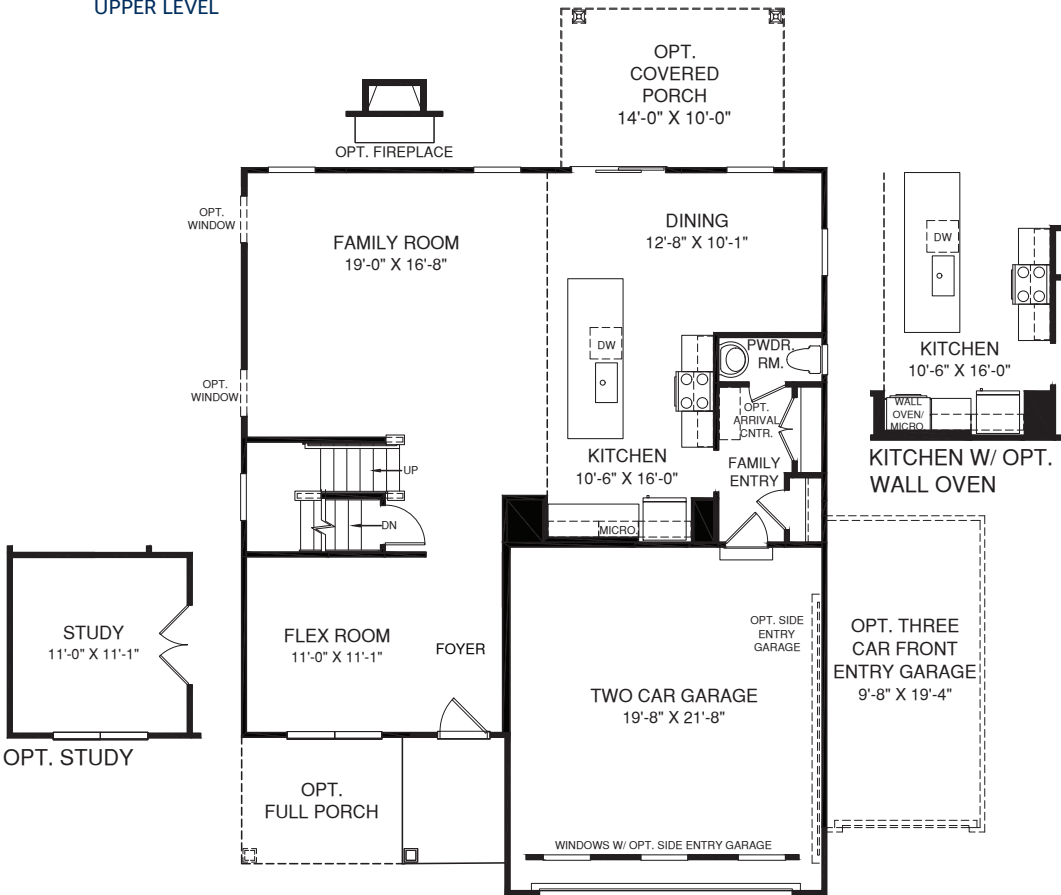 UPPER LEVEL
OPT.
COVERED
PORCH
14'-0" X 10'-0"
OPT. FIREPLACE
OPT.
WINDOW
FAMILY ROOM
19'-0" X 16'-8"
DINING
12'-8" X 10'-1"
DW
KITCHEN
10'-6" X 16'-0"
WALL
OVEN/
MICRO
KITCHEN W/ OPT.
WALL OVEN
DW
PWDR.
RM.
OPT.
WINDOW
OPT.
ARRIVAL
CNTR.
KITCHEN
10'-6" X 16'-0"
FAMILY
ENTRY
UP
DN
MICRO.
STUDY
11'-0" X 11'-1"
OPT. STUDY
FLEX ROOM
11'-0" X 11'-1"
FOYER
OPT. SIDE
ENTRY
GARAGE
TWO CAR GARAGE
19'-8" X 21'-8"
OPT. THREE
CAR FRONT
ENTRY GARAGE
9'-8" X 19'-4"
OPT.
FULL PORCH
WINDOWS W/ OPT. SIDE ENTRY GARAGE